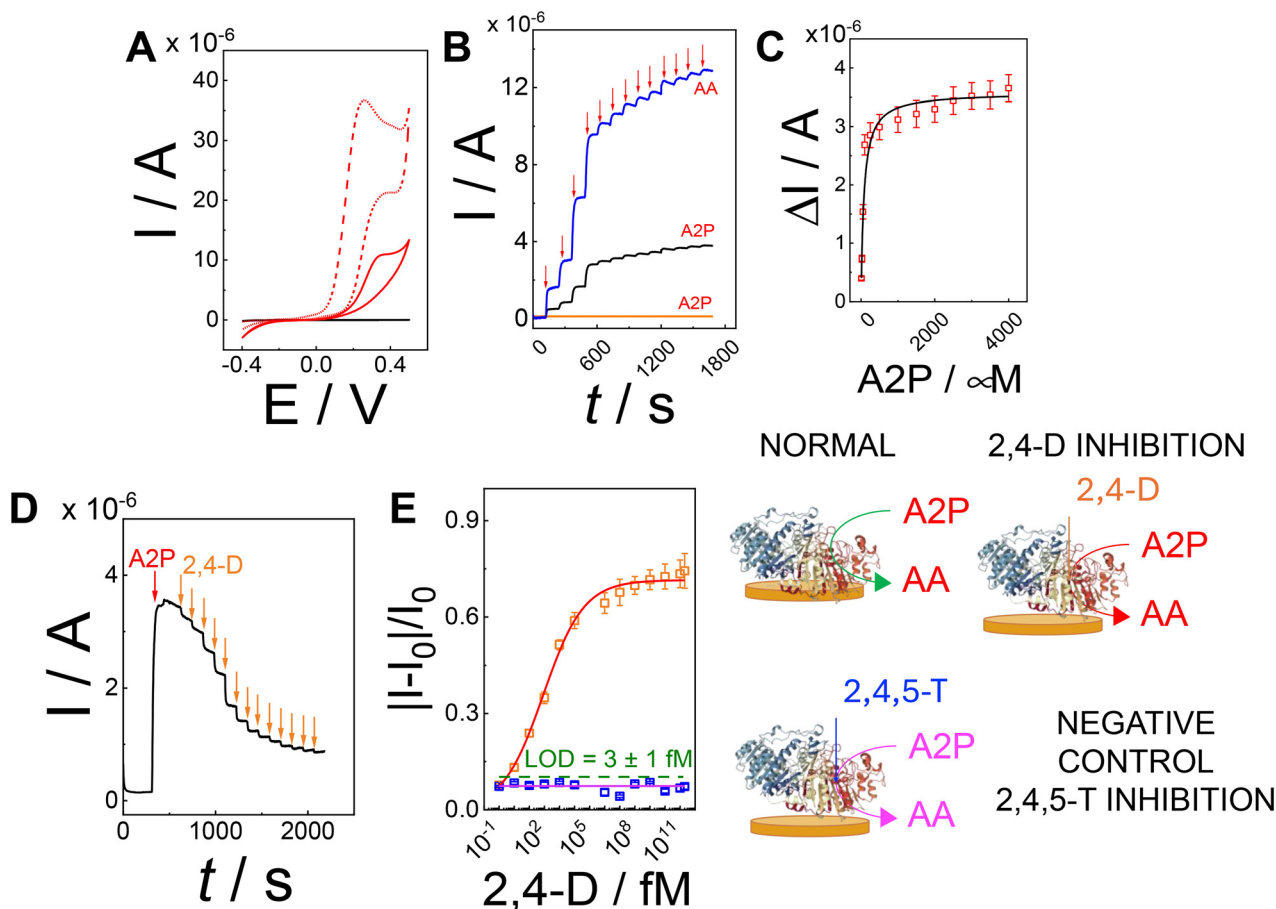 A
x 10⁻⁶
40
30
20
10
0
I / A
-0.4
0.0
0.4
E / V
B
x 10⁻⁶
12
8
4
0
I / A
AA
A2P
A2P
0
600
1200
1800
t / s
C
x 10⁻⁶
4
3
2
1
0
ΔI / A
0
2000
4000
A2P / ∝M
D
x 10⁻⁶
4
2
0
I / A
A2P
2,4-D
0
1000
2000
t / s
E
0.9
0.6
0.3
0.0
|I-I₀|/I₀
LOD = 3 ± 1 fM
10⁻¹
10²
10⁵
10⁸
10¹¹
2,4-D / fM
NORMAL
A2P
AA
2,4-D INHIBITION
2,4-D
A2P
AA
2,4,5-T
A2P
AA
NEGATIVE
CONTROL
2,4,5-T INHIBITION